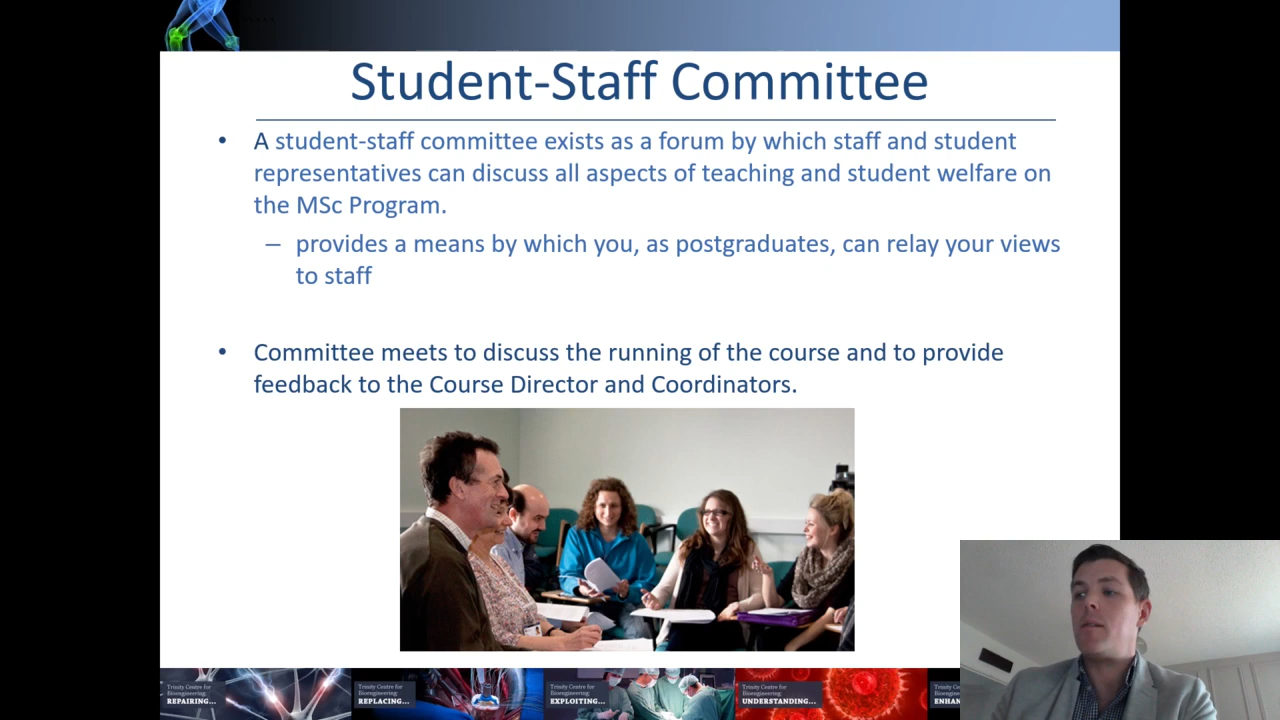 Student-Staff Committee
• A student-staff committee exists as a forum by which staff and student
representatives can discuss all aspects of teaching and student welfare on
the MSc Program.
– provides a means by which you, as postgraduates, can relay your views
to staff
• Committee meets to discuss the running of the course and to provide
feedback to the Course Director and Coordinators.
Trinity Centre for
Bioengineering
REPAIRING...
Trinity Centre for
Bioengineering
REPLACING...
Trinity Centre for
Bioengineering
EXPLOITING...
Trinity Centre for
Bioengineering
UNDERSTANDING...